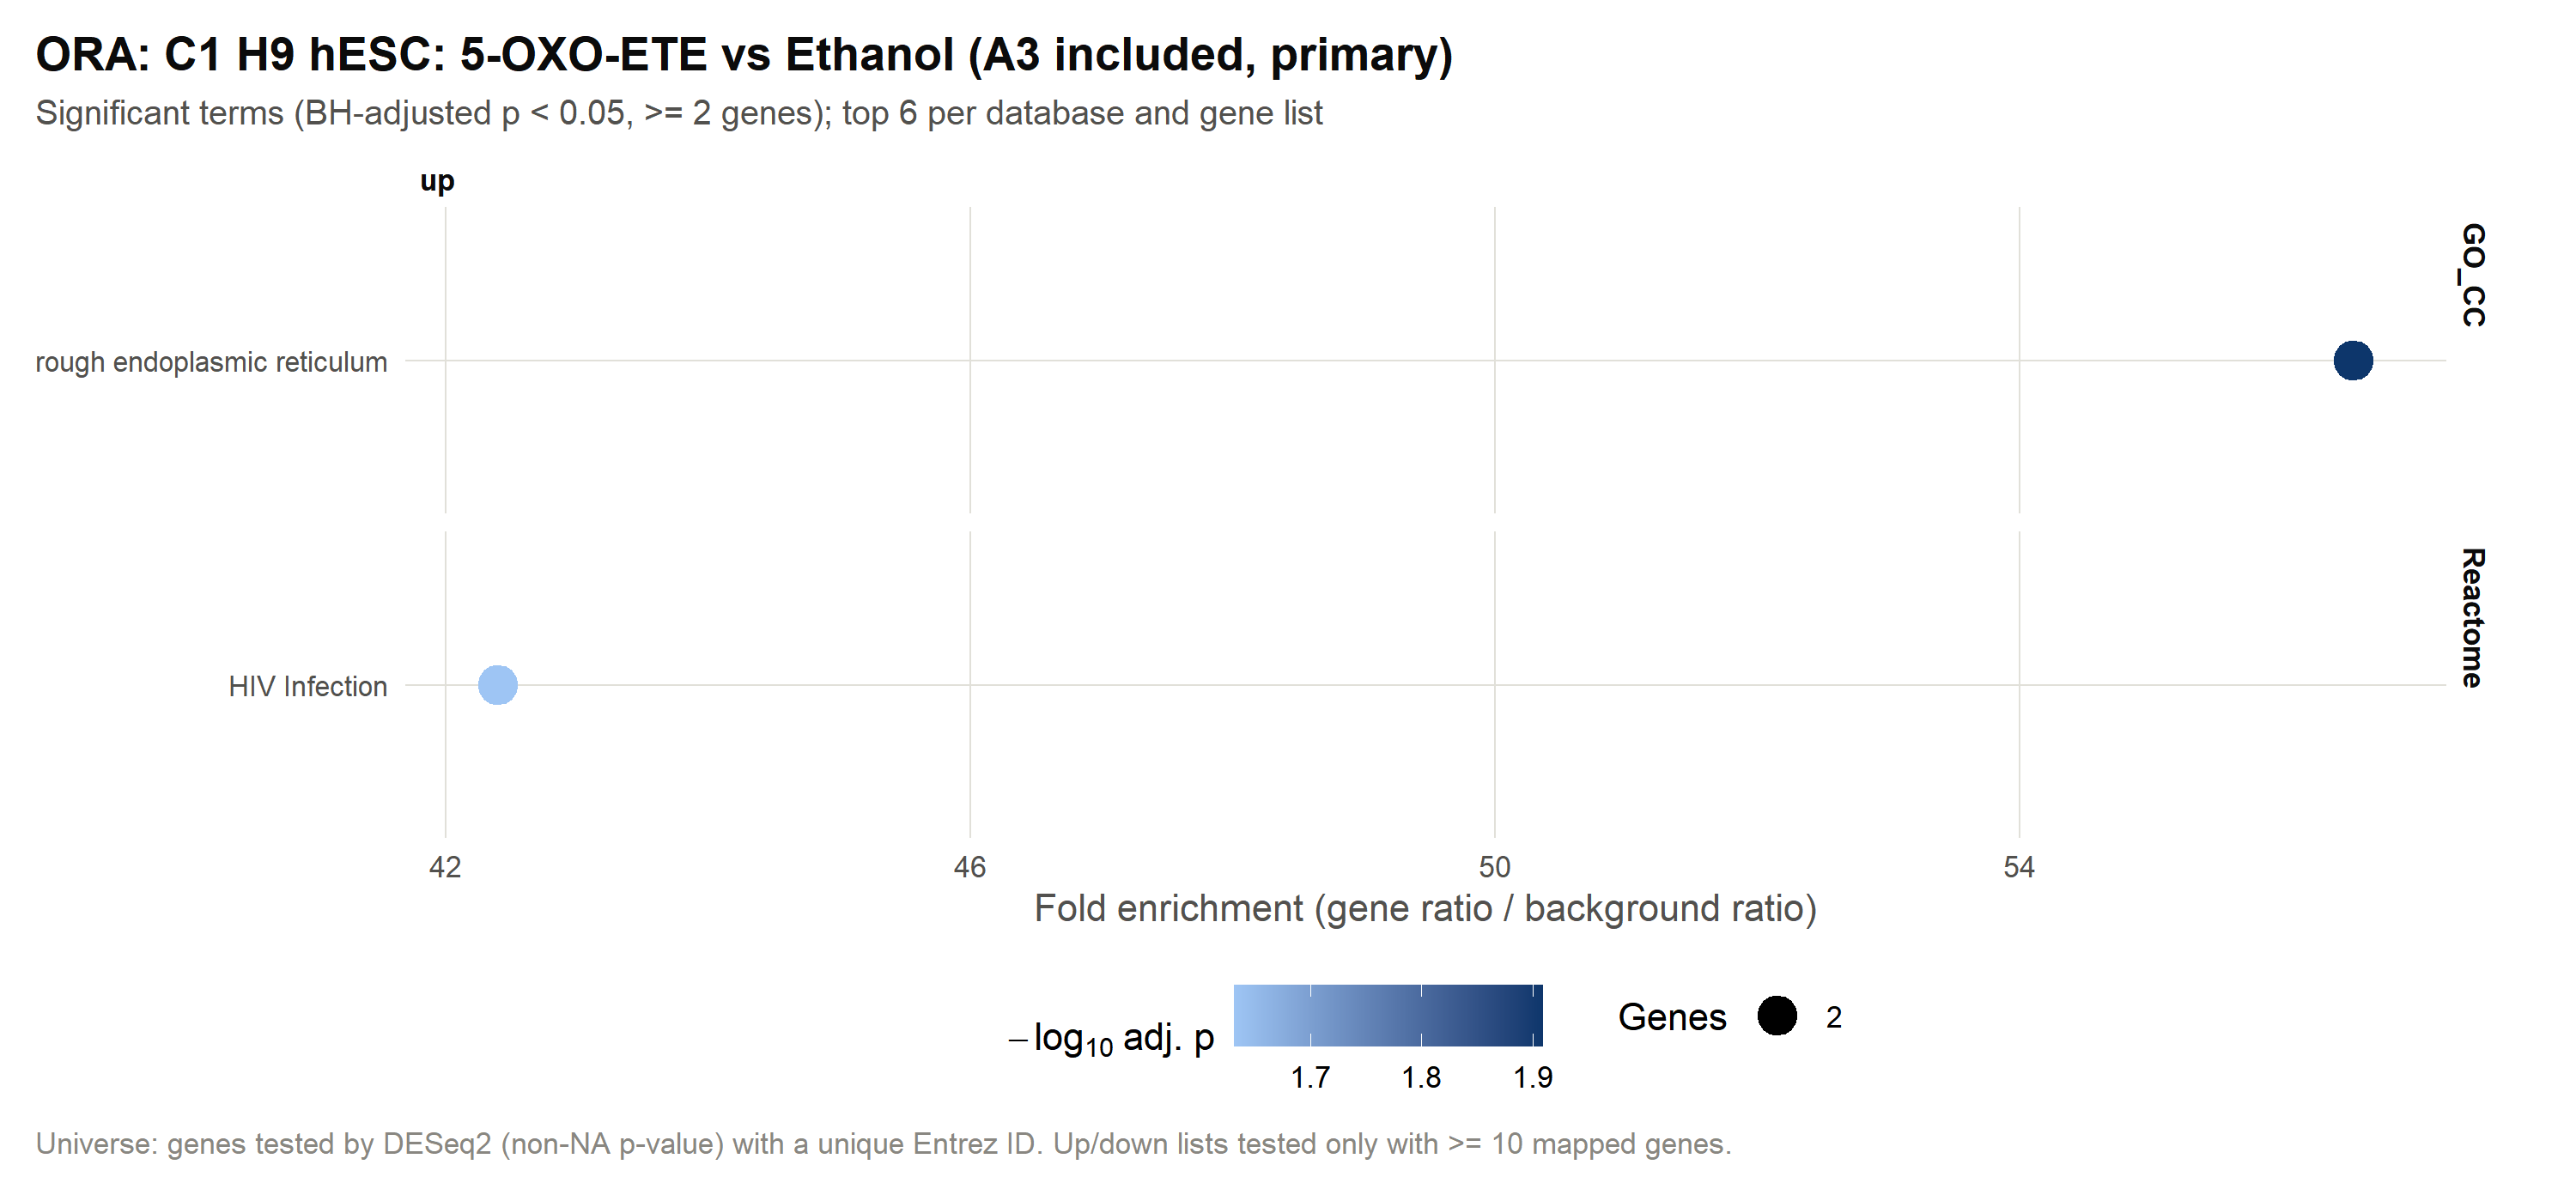 ORA: C1 H9 hESC: 5-OXO-ETE vs Ethanol (A3 included, primary)
Significant terms (BH-adjusted p < 0.05, >= 2 genes); top 6 per database and gene list
up
GO_CC
rough endoplasmic reticulum
Reactome
HIV Infection
42 46 50 54
Fold enrichment (gene ratio / background ratio)
−log10 adj. p
1.7 1.8 1.9
Genes 2
Universe: genes tested by DESeq2 (non-NA p-value) with a unique Entrez ID. Up/down lists tested only with >= 10 mapped genes.